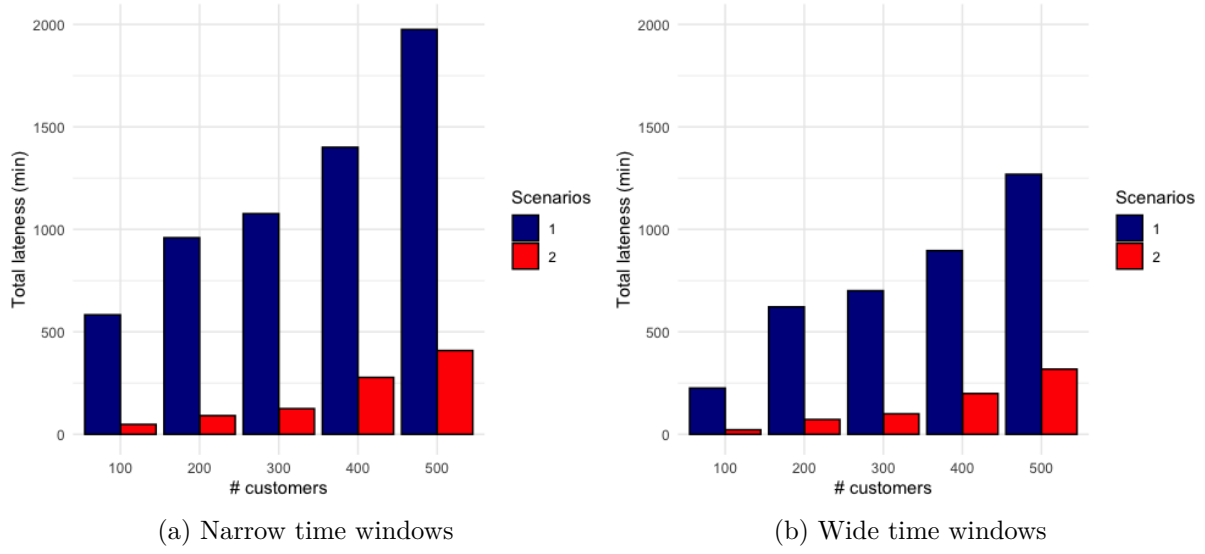 2000
1500
1000
500
0
Total lateness (min)
100 200 300 400 500
# customers
Scenarios
1
2
(a) Narrow time windows
2000
1500
1000
500
0
Total lateness (min)
100 200 300 400 500
# customers
Scenarios
1
2
(b) Wide time windows